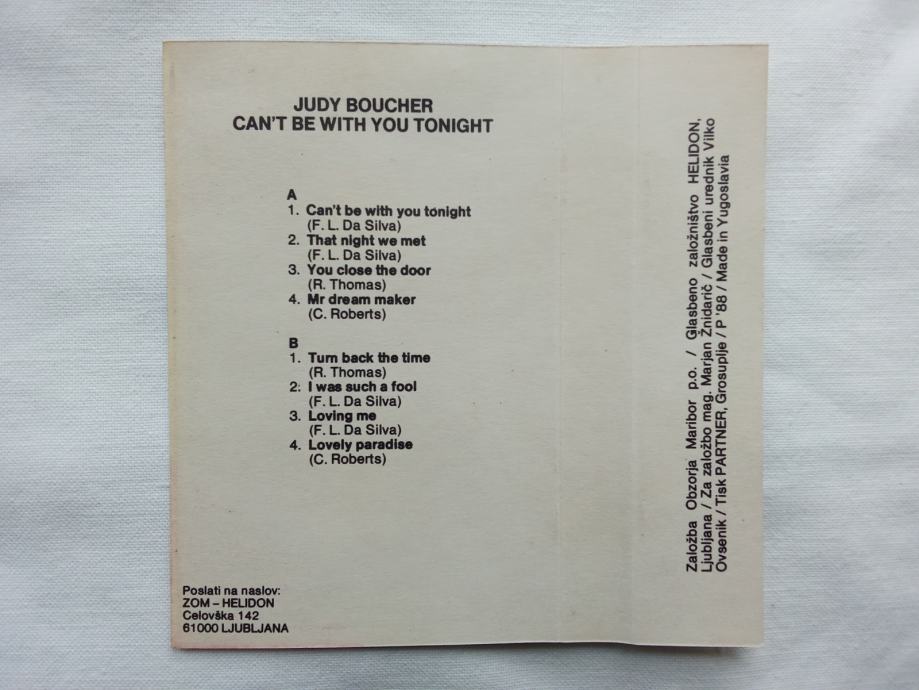 JUDY BOUCHER
CAN'T BE WITH YOU TONIGHT
A
1. Can't be with you tonight
(F. L. Da Silva)
2. That night we met
(F. L. Da Silva)
3. You close the door
(R. Thomas)
4. Mr dream maker
(C. Roberts)
B
1. Turn back the time
(R. Thomas)
2. I was such a fool
(F. L. Da Silva)
3. Loving me
(F. L. Da Silva)
4. Lovely paradise
(C. Roberts)
Poslati na naslov:
ZOM – HELIDON
Celovška 142
61000 LJUBLJANA
Založba Obzorja Maribor p.o. / Glasbeno založništvo HELIDON,
Ljubljana / Za založbo mag. Marjan Žnidarič / Glasbeni urednik Vilko
Ovsenik / Tisk PARTNER, Grosuplje / P '88 / Made in Yugoslavia